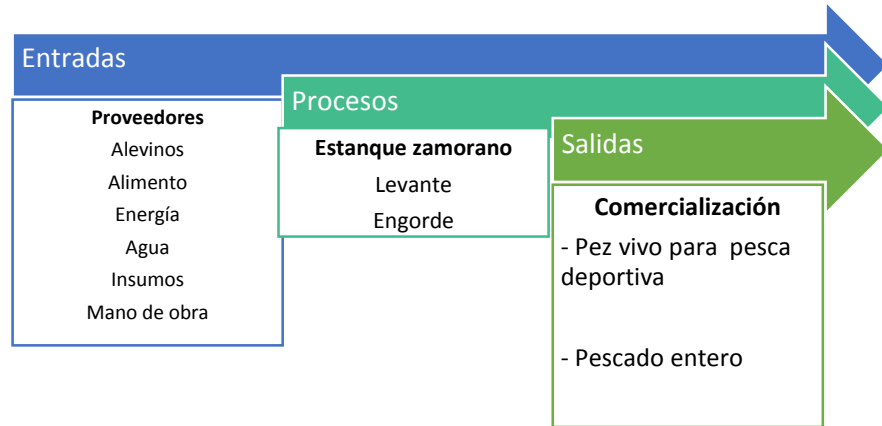 Entradas
Proveedores
Alevinos
Alimento
Energía
Agua
Insumos
Mano de obra
Procesos
Estanque zamorano
Levante
Engorde
Salidas
Comercialización
- Pez vivo para pesca
deportiva
- Pescado entero